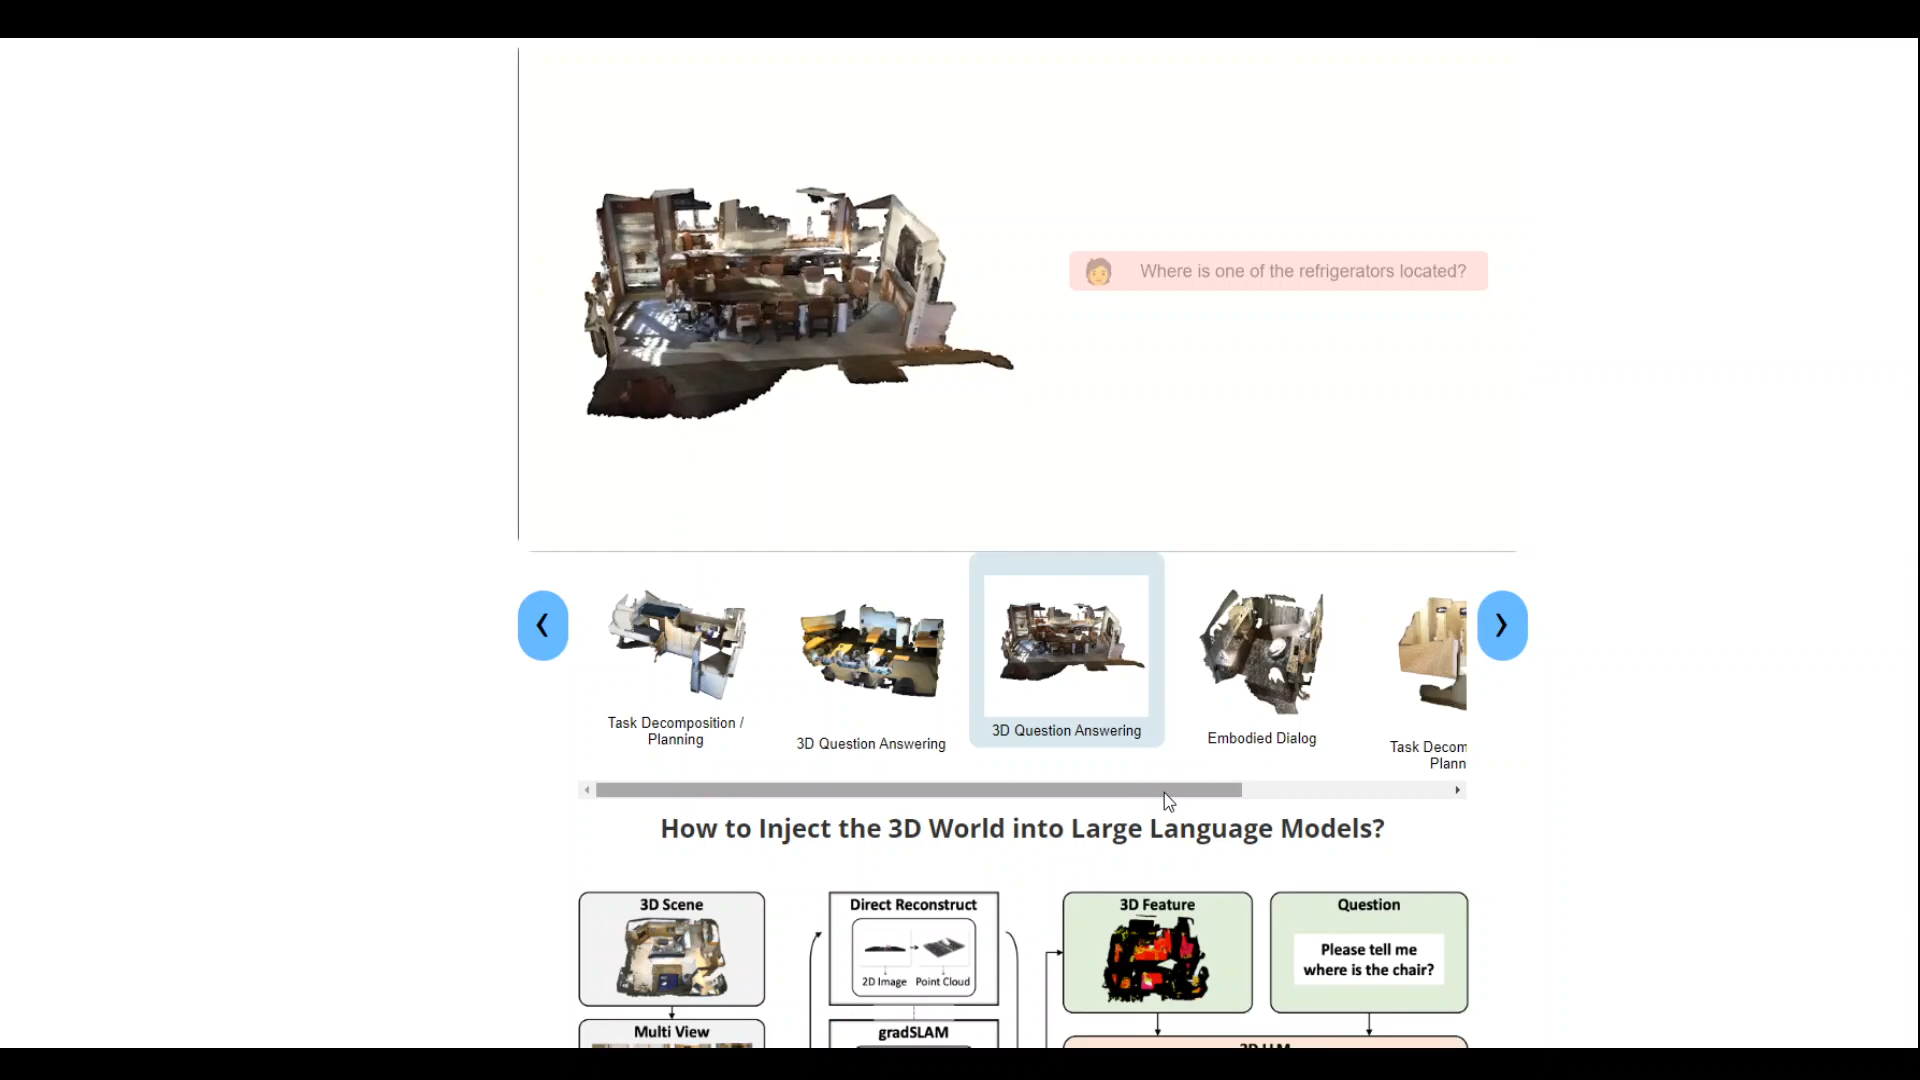 Where is one of the refrigerators located?
Task Decomposition /
Planning
3D Question Answering
3D Question Answering
Embodied Dialog
Task Decom
Plann
How to Inject the 3D World into Large Language Models?
3D Scene
Direct Reconstruct
3D Feature
Question
Please tell me
where is the chair?
2D Image
Point Cloud
Multi View
gradSLAM
3D LLM